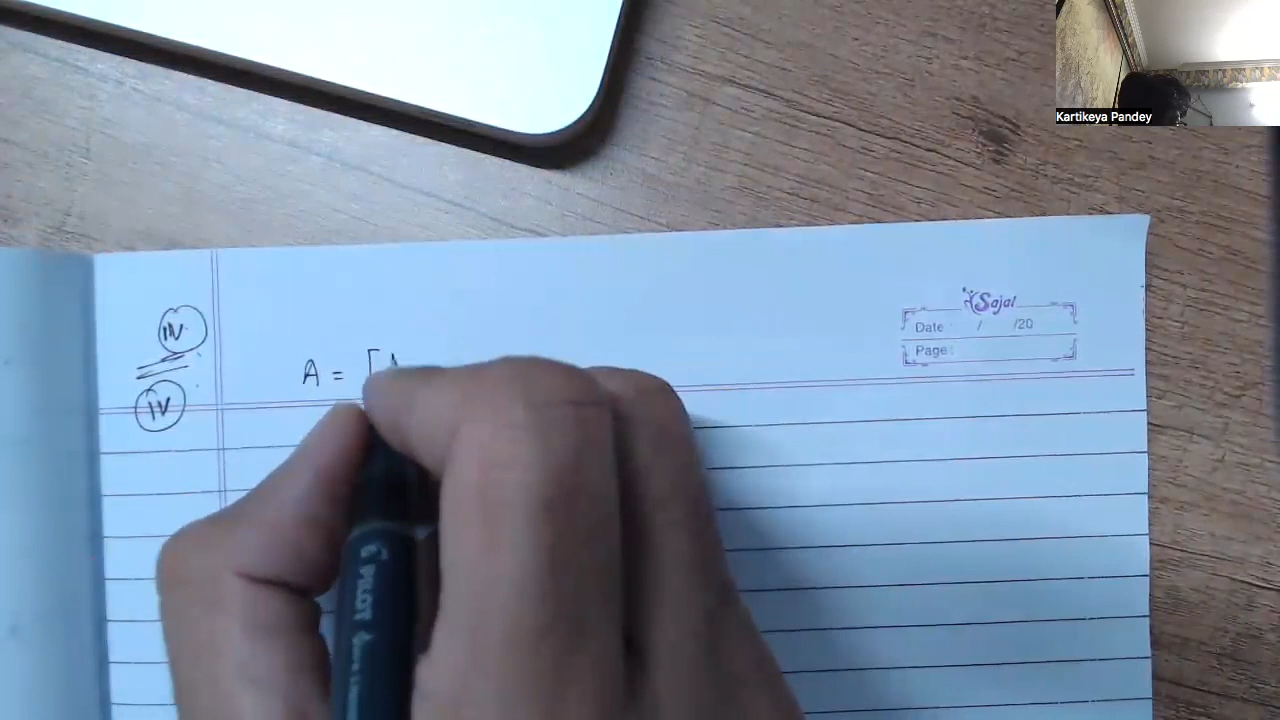 Kartikeya Pandey
Sajal
Date : / /20
Page:
IV
IV
A = [
PILOT